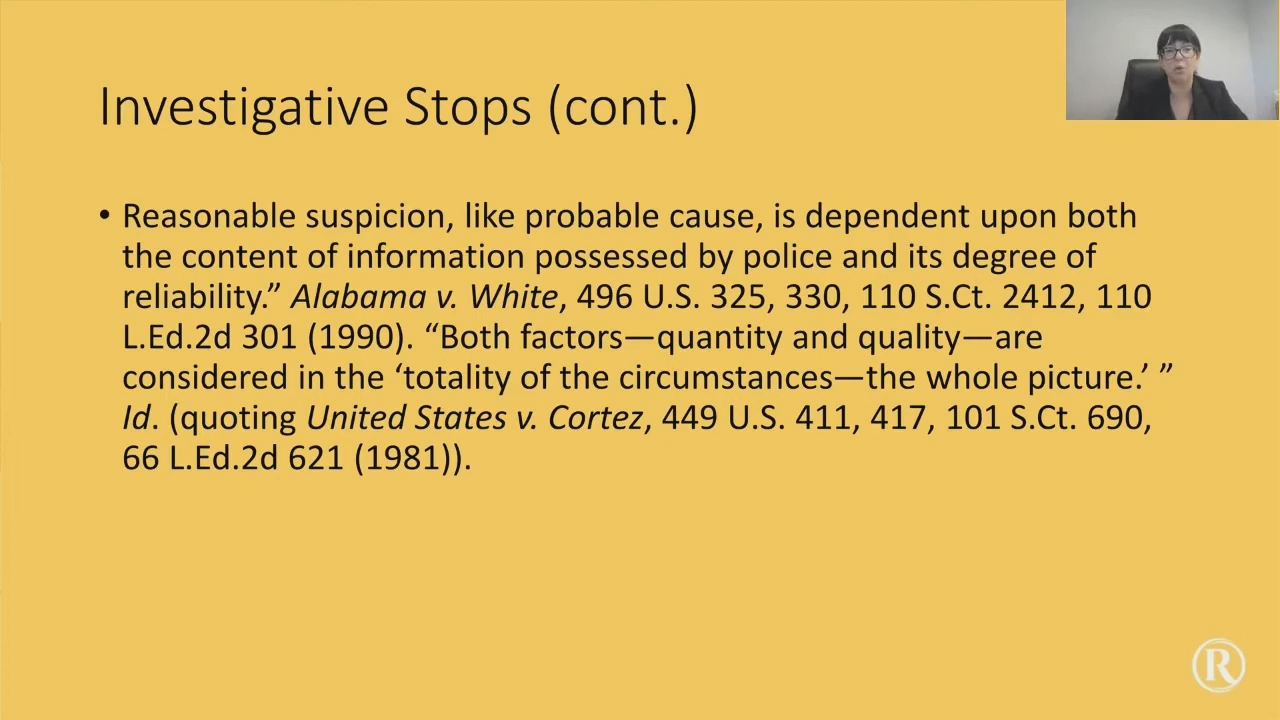 Investigative Stops (cont.)
• Reasonable suspicion, like probable cause, is dependent upon both
the content of information possessed by police and its degree of
reliability.” Alabama v. White, 496 U.S. 325, 330, 110 S.Ct. 2412, 110
L.Ed.2d 301 (1990). “Both factors—quantity and quality—are
considered in the ‘totality of the circumstances—the whole picture.’ ”
Id. (quoting United States v. Cortez, 449 U.S. 411, 417, 101 S.Ct. 690,
66 L.Ed.2d 621 (1981)).
R